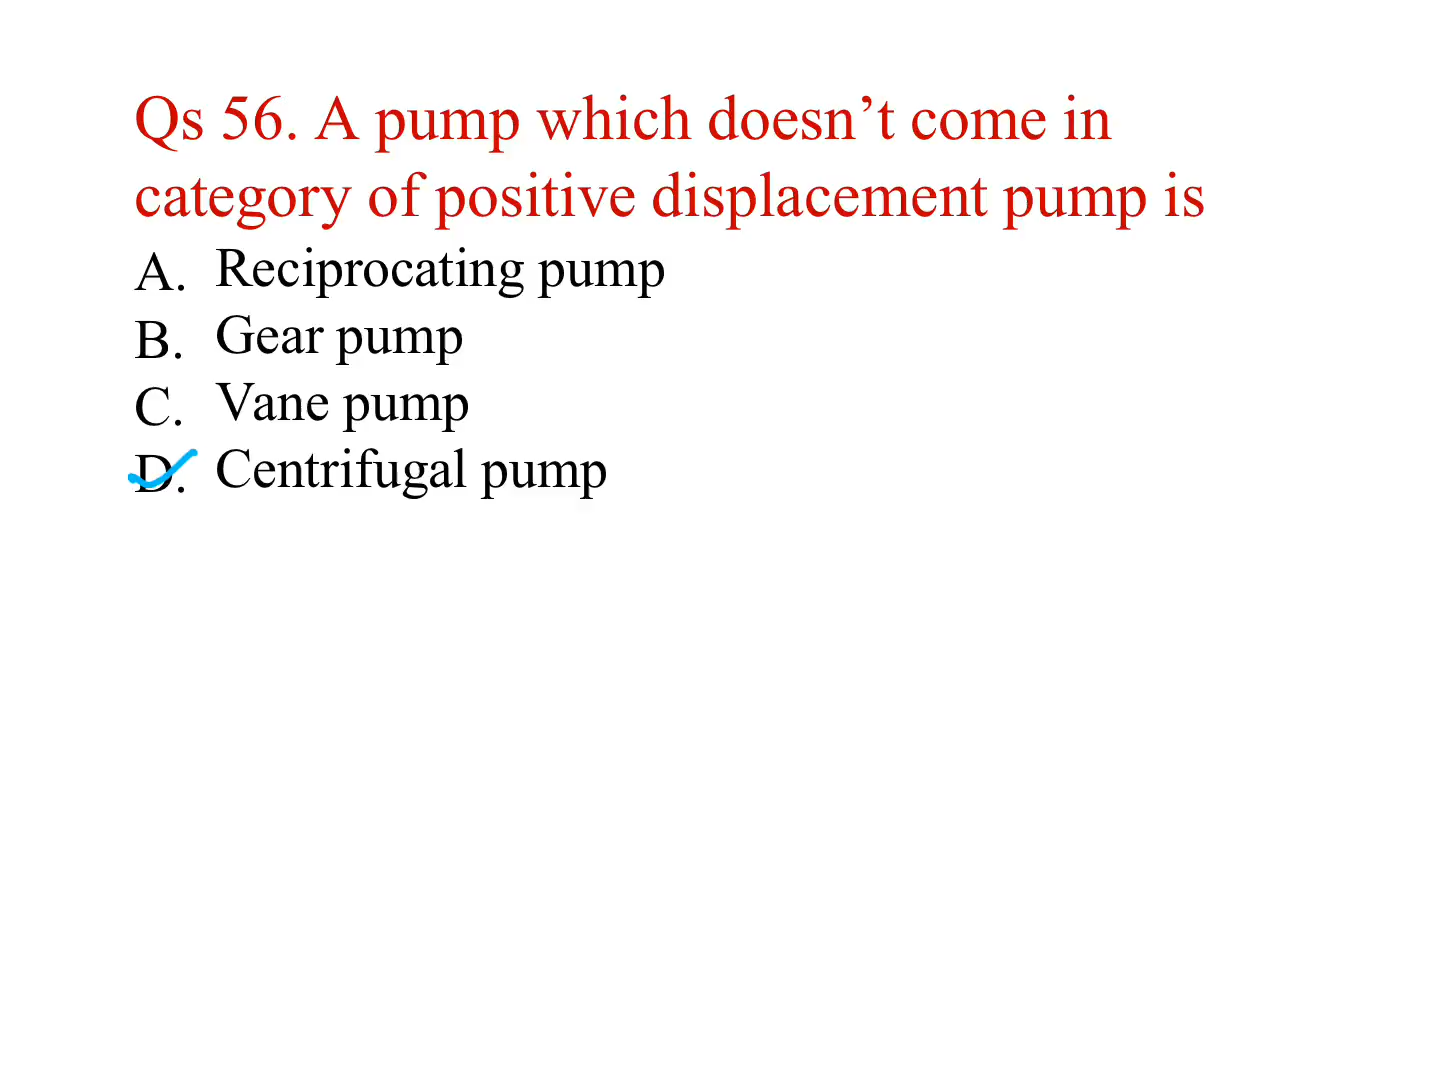 Qs 56. A pump which doesn’t come in
category of positive displacement pump is
A. Reciprocating pump
B. Gear pump
C. Vane pump
D. Centrifugal pump